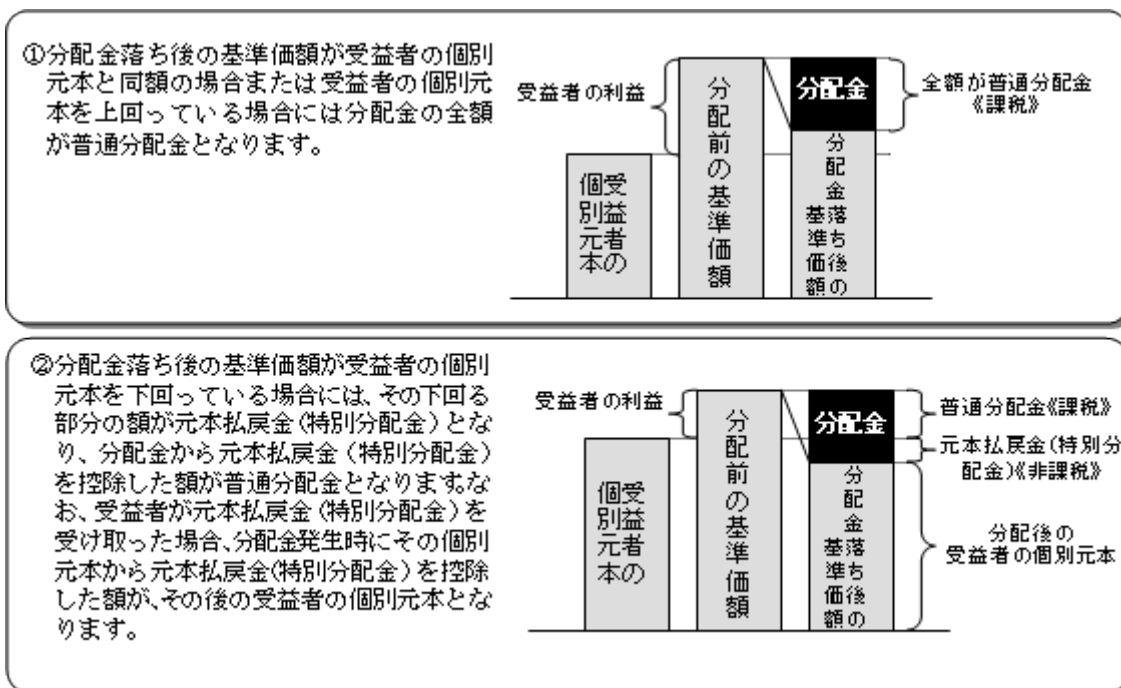 ①分配金落ち後の基準価額が受益者の個別
元本と同額の場合または受益者の個別元
本を上回っている場合には分配金の全額
が普通分配金となります。
受益者の利益
分配金
全額が普通分配金
《課税》
受益者の
個別元本
分配前の基準価額
分配金落ち後の
基準価額
②分配金落ち後の基準価額が受益者の個別
元本を下回っている場合には、その下回る
部分の額が元本払戻金(特別分配金)とな
り、分配金から元本払戻金(特別分配金)
を控除した額が普通分配金となります。な
お、受益者が元本払戻金(特別分配金)を
受け取った場合、分配金発生時にその個別
元本から元本払戻金(特別分配金)を控除
した額が、その後の受益者の個別元本とな
ります。
受益者の利益
分配金
普通分配金《課税》
元本払戻金(特別分
配金)《非課税》
受益者の
個別元本
分配前の基準価額
分配金落ち後の
基準価額
分配後の
受益者の個別元本